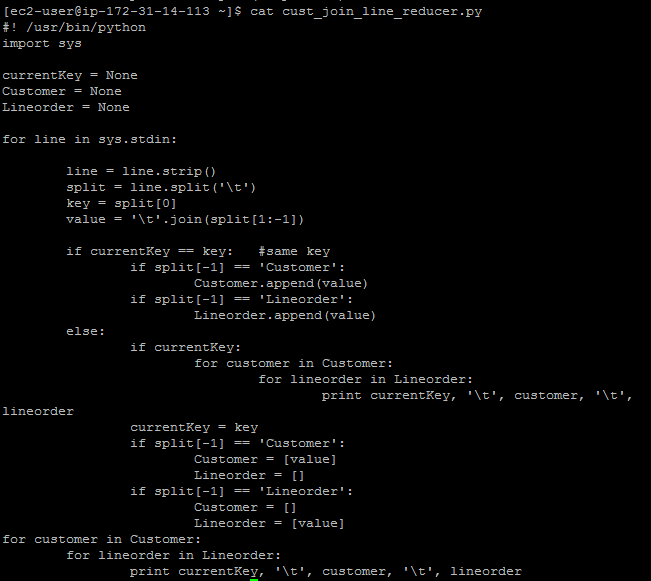 [ec2-user@ip-172-31-14-113 ~]$ cat cust_join_line_reducer.py
#! /usr/bin/python
import sys

currentKey = None
Customer = None
Lineorder = None

for line in sys.stdin:

        line = line.strip()
        split = line.split('\t')
        key = split[0]
        value = '\t'.join(split[1:-1])

        if currentKey == key:   #same key
                if split[-1] == 'Customer':
                        Customer.append(value)
                if split[-1] == 'Lineorder':
                        Lineorder.append(value)
        else:
                if currentKey:
                        for customer in Customer:
                                for lineorder in Lineorder:
                                        print currentKey, '\t', customer, '\t',
lineorder
                currentKey = key
                if split[-1] == 'Customer':
                        Customer = [value]
                        Lineorder = []
                if split[-1] == 'Lineorder':
                        Customer = []
                        Lineorder = [value]
for customer in Customer:
        for lineorder in Lineorder:
                print currentKey, '\t', customer, '\t', lineorder